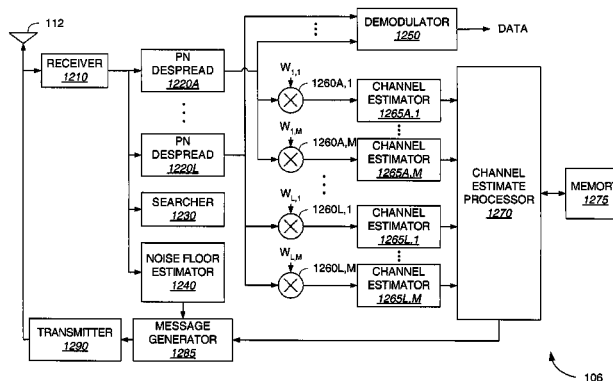 112
RECEIVER
1210
PN
DESPREAD
1220A
PN
DESPREAD
1220L
SEARCHER
1230
NOISE FLOOR
ESTIMATOR
1240
TRANSMITTER
1290
MESSAGE
GENERATOR
1285
DEMODULATOR
1250
DATA
W1,1
1260A,1
CHANNEL
ESTIMATOR
1265A,1
W1,M
1260A,M
CHANNEL
ESTIMATOR
1265A,M
WL,1
1260L,1
CHANNEL
ESTIMATOR
1265L,1
WL,M
1260L,M
CHANNEL
ESTIMATOR
1265L,M
CHANNEL
ESTIMATE
PROCESSOR
1270
MEMORY
1275
106